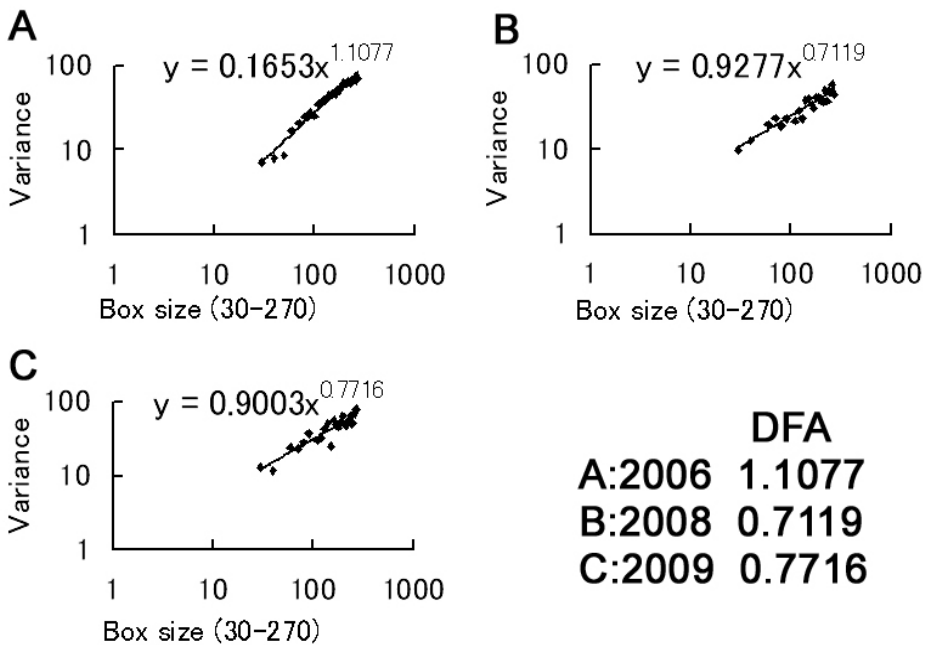 A
y = 0.1653x^1.1077
100
10
1
Variance
1 10 100 1000
Box size (30-270)
B
y = 0.9277x^0.7119
100
10
1
Variance
1 10 100 1000
Box size (30-270)
C
y = 0.9003x^0.7716
100
10
1
Variance
1 10 100 1000
Box size (30-270)
DFA
A:2006 1.1077
B:2008 0.7119
C:2009 0.7716